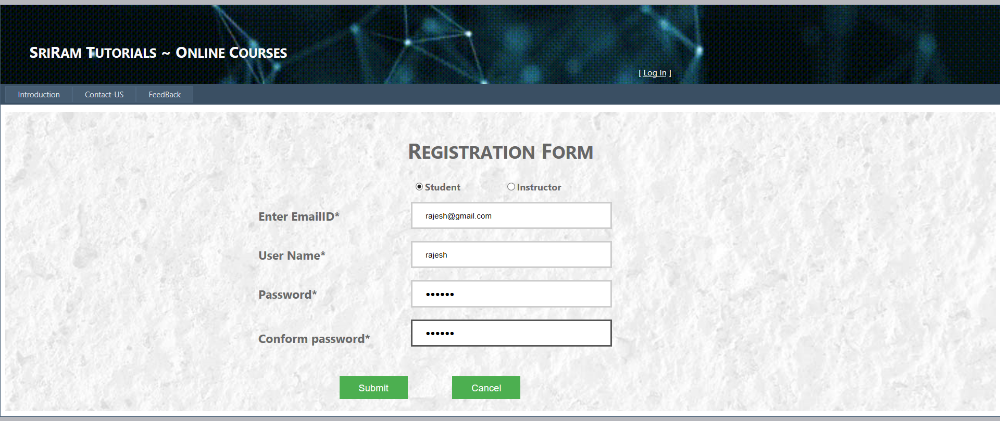 SriRam Tutorials ~ Online Courses
[ Log In ]
Introduction Contact-US FeedBack
Registration Form
Student Instructor
Enter EmailID* rajesh@gmail.com
User Name* rajesh
Password* ••••••
Conform password* ••••••
Submit Cancel